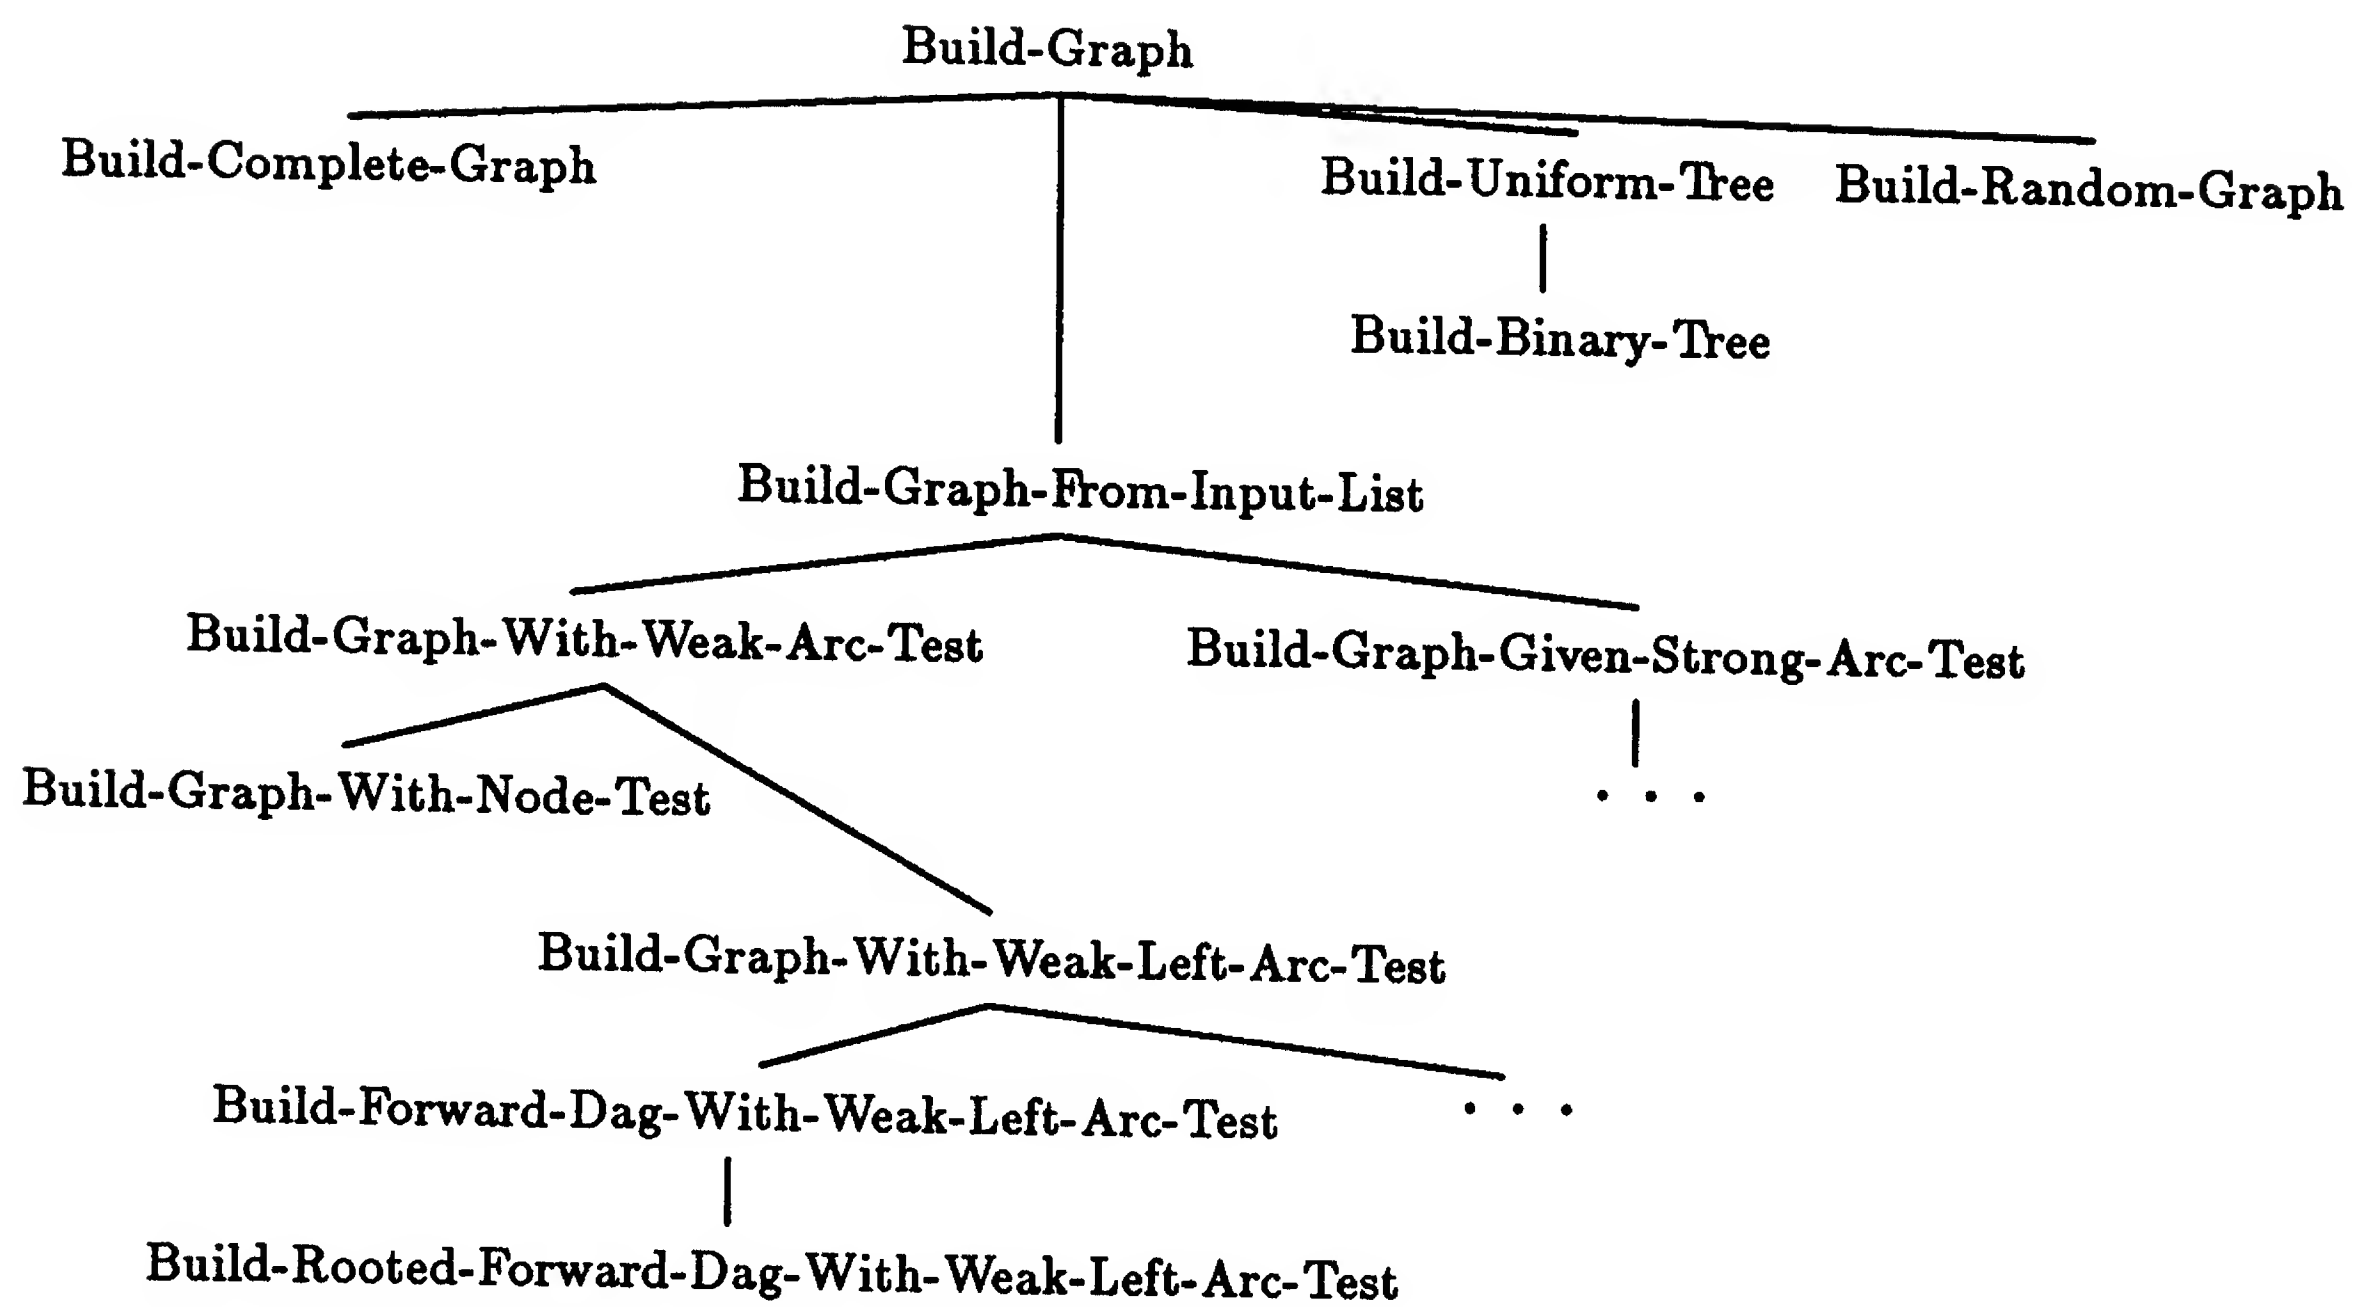 Build-Graph
Build-Complete-Graph
Build-Uniform-Tree
Build-Random-Graph
Build-Binary-Tree
Build-Graph-From-Input-List
Build-Graph-With-Weak-Arc-Test
Build-Graph-Given-Strong-Arc-Test
Build-Graph-With-Node-Test
. . .
Build-Graph-With-Weak-Left-Arc-Test
Build-Forward-Dag-With-Weak-Left-Arc-Test
. . .
Build-Rooted-Forward-Dag-With-Weak-Left-Arc-Test